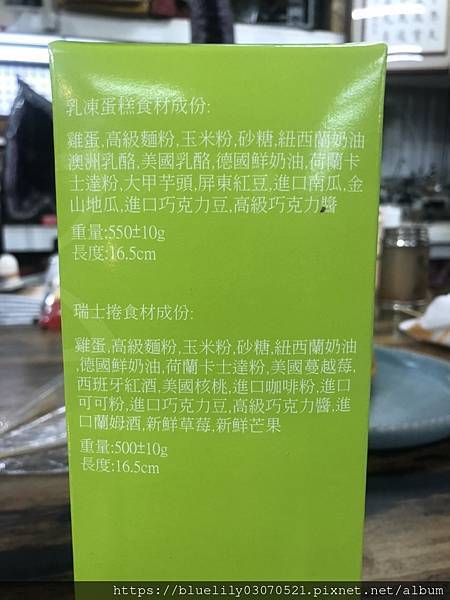 乳凍蛋糕食材成份:
雞蛋,高級麵粉,玉米粉,砂糖,紐西蘭奶油
澳洲乳酪,美國乳酪,德國鮮奶油,荷蘭卡
士達粉,大甲芋頭,屏東紅豆,進口南瓜,金
山地瓜,進口巧克力豆,高級巧克力醬
重量:550±10g
長度:16.5cm
瑞士捲食材成份:
雞蛋,高級麵粉,玉米粉,砂糖,紐西蘭奶油
,德國鮮奶油,荷蘭卡士達粉,美國蔓越莓,
西班牙紅酒,美國核桃,進口咖啡粉,進口
可可粉,進口巧克力豆,高級巧克力醬,進
口蘭姆酒,新鮮草莓,新鮮芒果
重量:500±10g
長度:16.5cm
https://bluelily03070521.pixnet.net/album